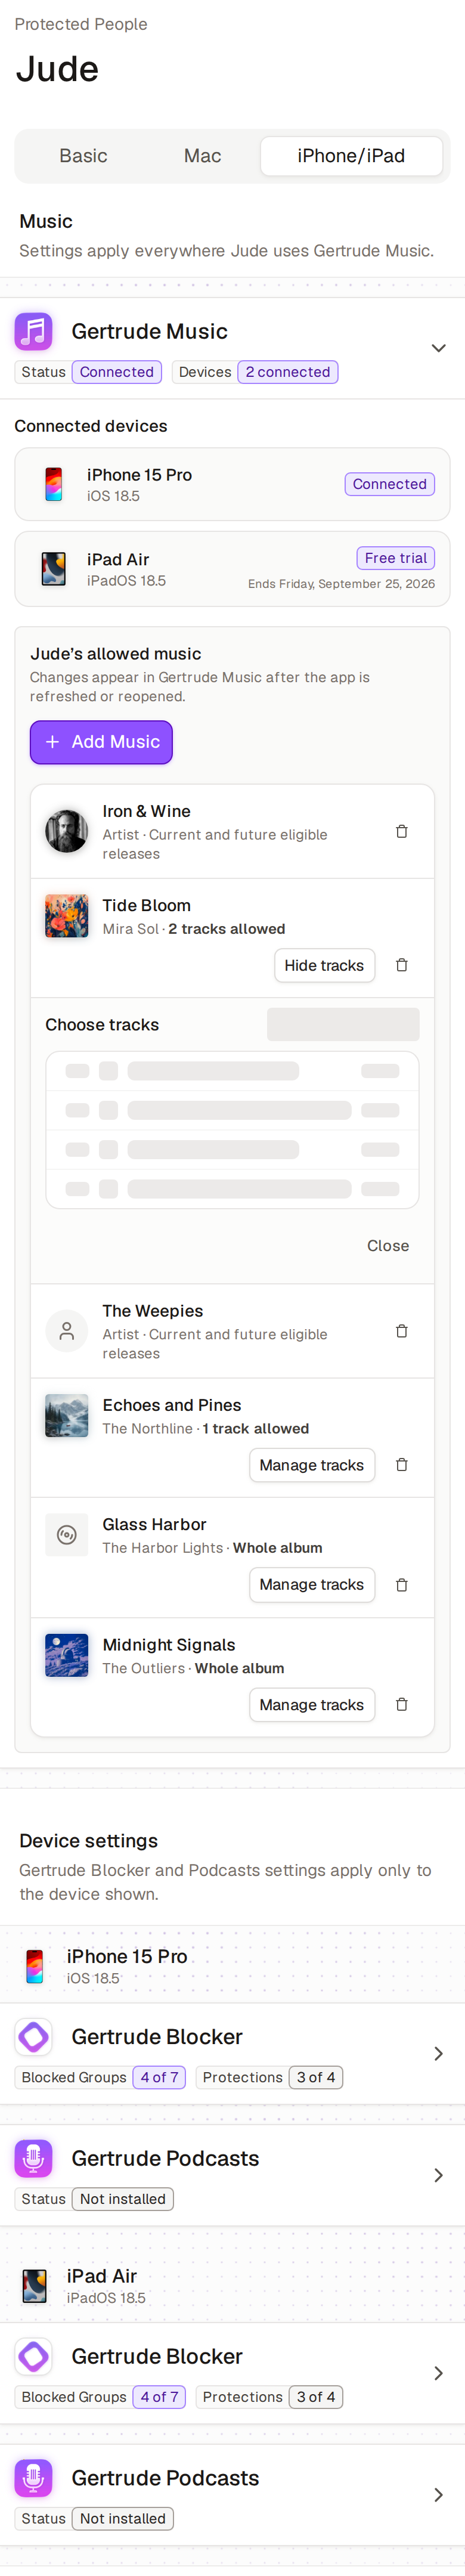 Protected People
Jude
Basic
Mac
iPhone/iPad
Music
Settings apply everywhere Jude uses Gertrude Music.
Gertrude Music
Status Connected Devices 2 connected
Connected devices
iPhone 15 Pro
iOS 18.5
Connected
iPad Air
iPadOS 18.5
Free trial
Ends Friday, September 25, 2026
Jude’s allowed music
Changes appear in Gertrude Music after the app is
refreshed or reopened.
+ Add Music
Iron & Wine
Artist · Current and future eligible
releases
Tide Bloom
Mira Sol · 2 tracks allowed
Hide tracks
Choose tracks
Close
The Weepies
Artist · Current and future eligible
releases
Echoes and Pines
The Northline · 1 track allowed
Manage tracks
Glass Harbor
The Harbor Lights · Whole album
Manage tracks
Midnight Signals
The Outliers · Whole album
Manage tracks
Device settings
Gertrude Blocker and Podcasts settings apply only to
the device shown.
iPhone 15 Pro
iOS 18.5
Gertrude Blocker
Blocked Groups 4 of 7 Protections 3 of 4
Gertrude Podcasts
Status Not installed
iPad Air
iPadOS 18.5
Gertrude Blocker
Blocked Groups 4 of 7 Protections 3 of 4
Gertrude Podcasts
Status Not installed